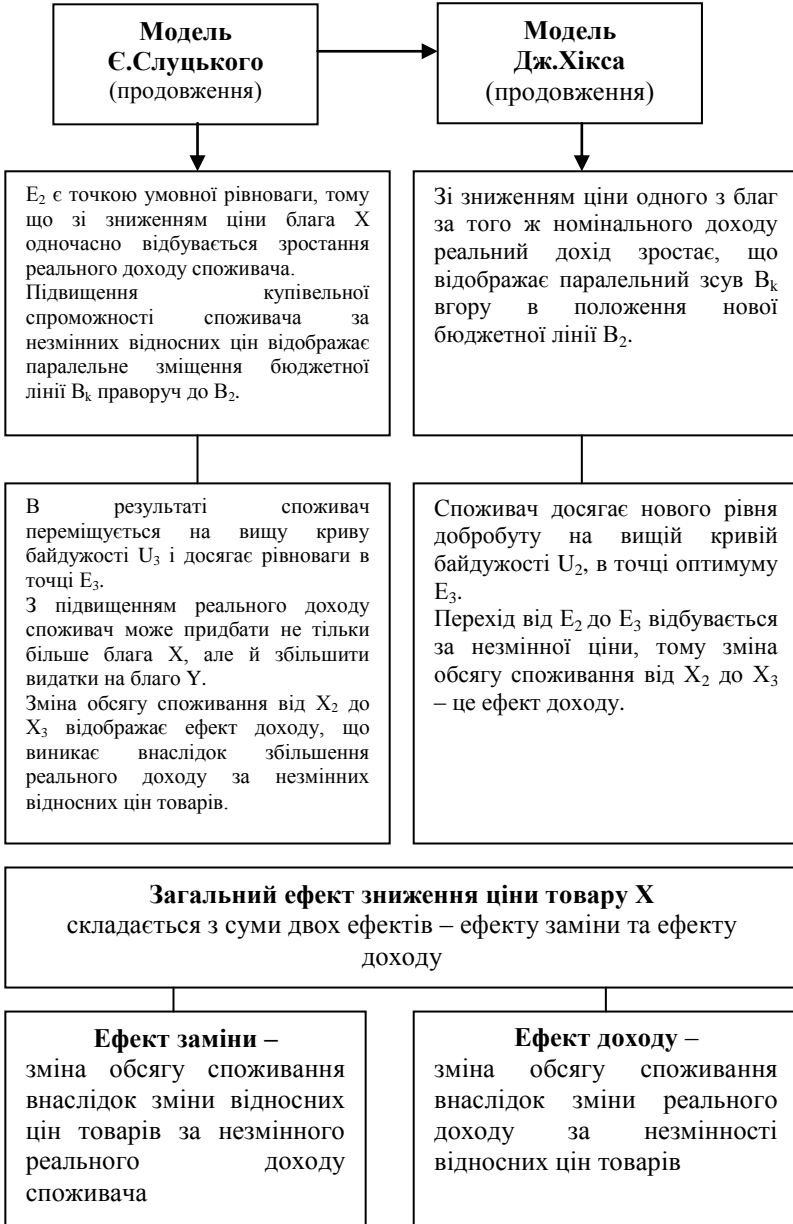 Модель
Є.Слуцького
(продовження)
Модель
Дж.Хікса
(продовження)
E₂ є точкою умовної рівноваги, тому
що зі зниженням ціни блага X
одночасно відбувається зростання
реального доходу споживача.
Підвищення купівельної
спроможності споживача за
незмінних відносних цін відображає
паралельне зміщення бюджетної
лінії Bₖ праворуч до B₂.
Зі зниженням ціни одного з благ
за того ж номінального доходу
реальний дохід зростає, що
відображає паралельний зсув Bₖ
вгору в положення нової
бюджетної лінії B₂.
В результаті споживач
переміщується на вищу криву
байдужості U₃ і досягає рівноваги в
точці E₃.
З підвищенням реального доходу
споживач може придбати не тільки
більше блага X, але й збільшити
видатки на благо Y.
Зміна обсягу споживання від X₂ до
X₃ відображає ефект доходу, що
виникає внаслідок збільшення
реального доходу за незмінних
відносних цін товарів.
Споживач досягає нового рівня
добробуту на вищій кривій
байдужості U₂, в точці оптимуму
E₃.
Перехід від E₂ до E₃ відбувається
за незмінної ціни, тому зміна
обсягу споживання від X₂ до X₃
– це ефект доходу.
Загальний ефект зниження ціни товару X
складається з суми двох ефектів – ефекту заміни та ефекту
доходу
Ефект заміни –
зміна обсягу споживання
внаслідок зміни відносних
цін товарів за незмінного
реального доходу
споживача
Ефект доходу –
зміна обсягу споживання
внаслідок зміни реального
доходу за незмінності
відносних цін товарів